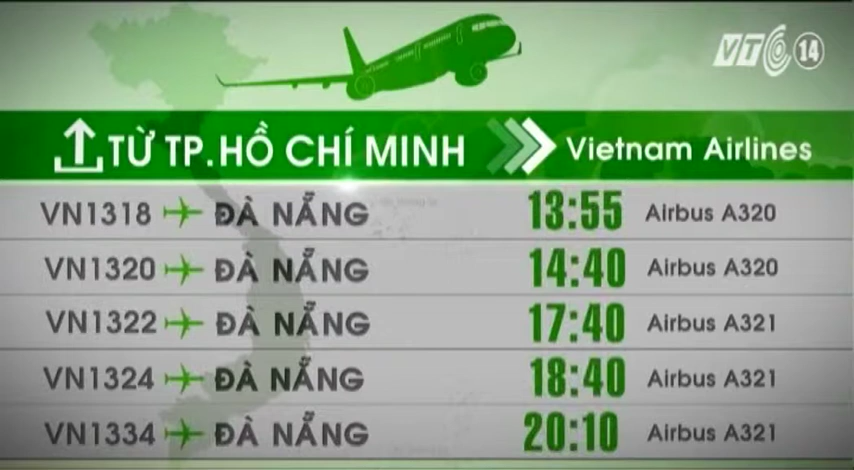 VTC 14
TỪ TP.HỒ CHÍ MINH Vietnam Airlines
VN1318 ĐÀ NẴNG 13:55 Airbus A320
VN1320 ĐÀ NẴNG 14:40 Airbus A320
VN1322 ĐÀ NẴNG 17:40 Airbus A321
VN1324 ĐÀ NẴNG 18:40 Airbus A321
VN1334 ĐÀ NẴNG 20:10 Airbus A321